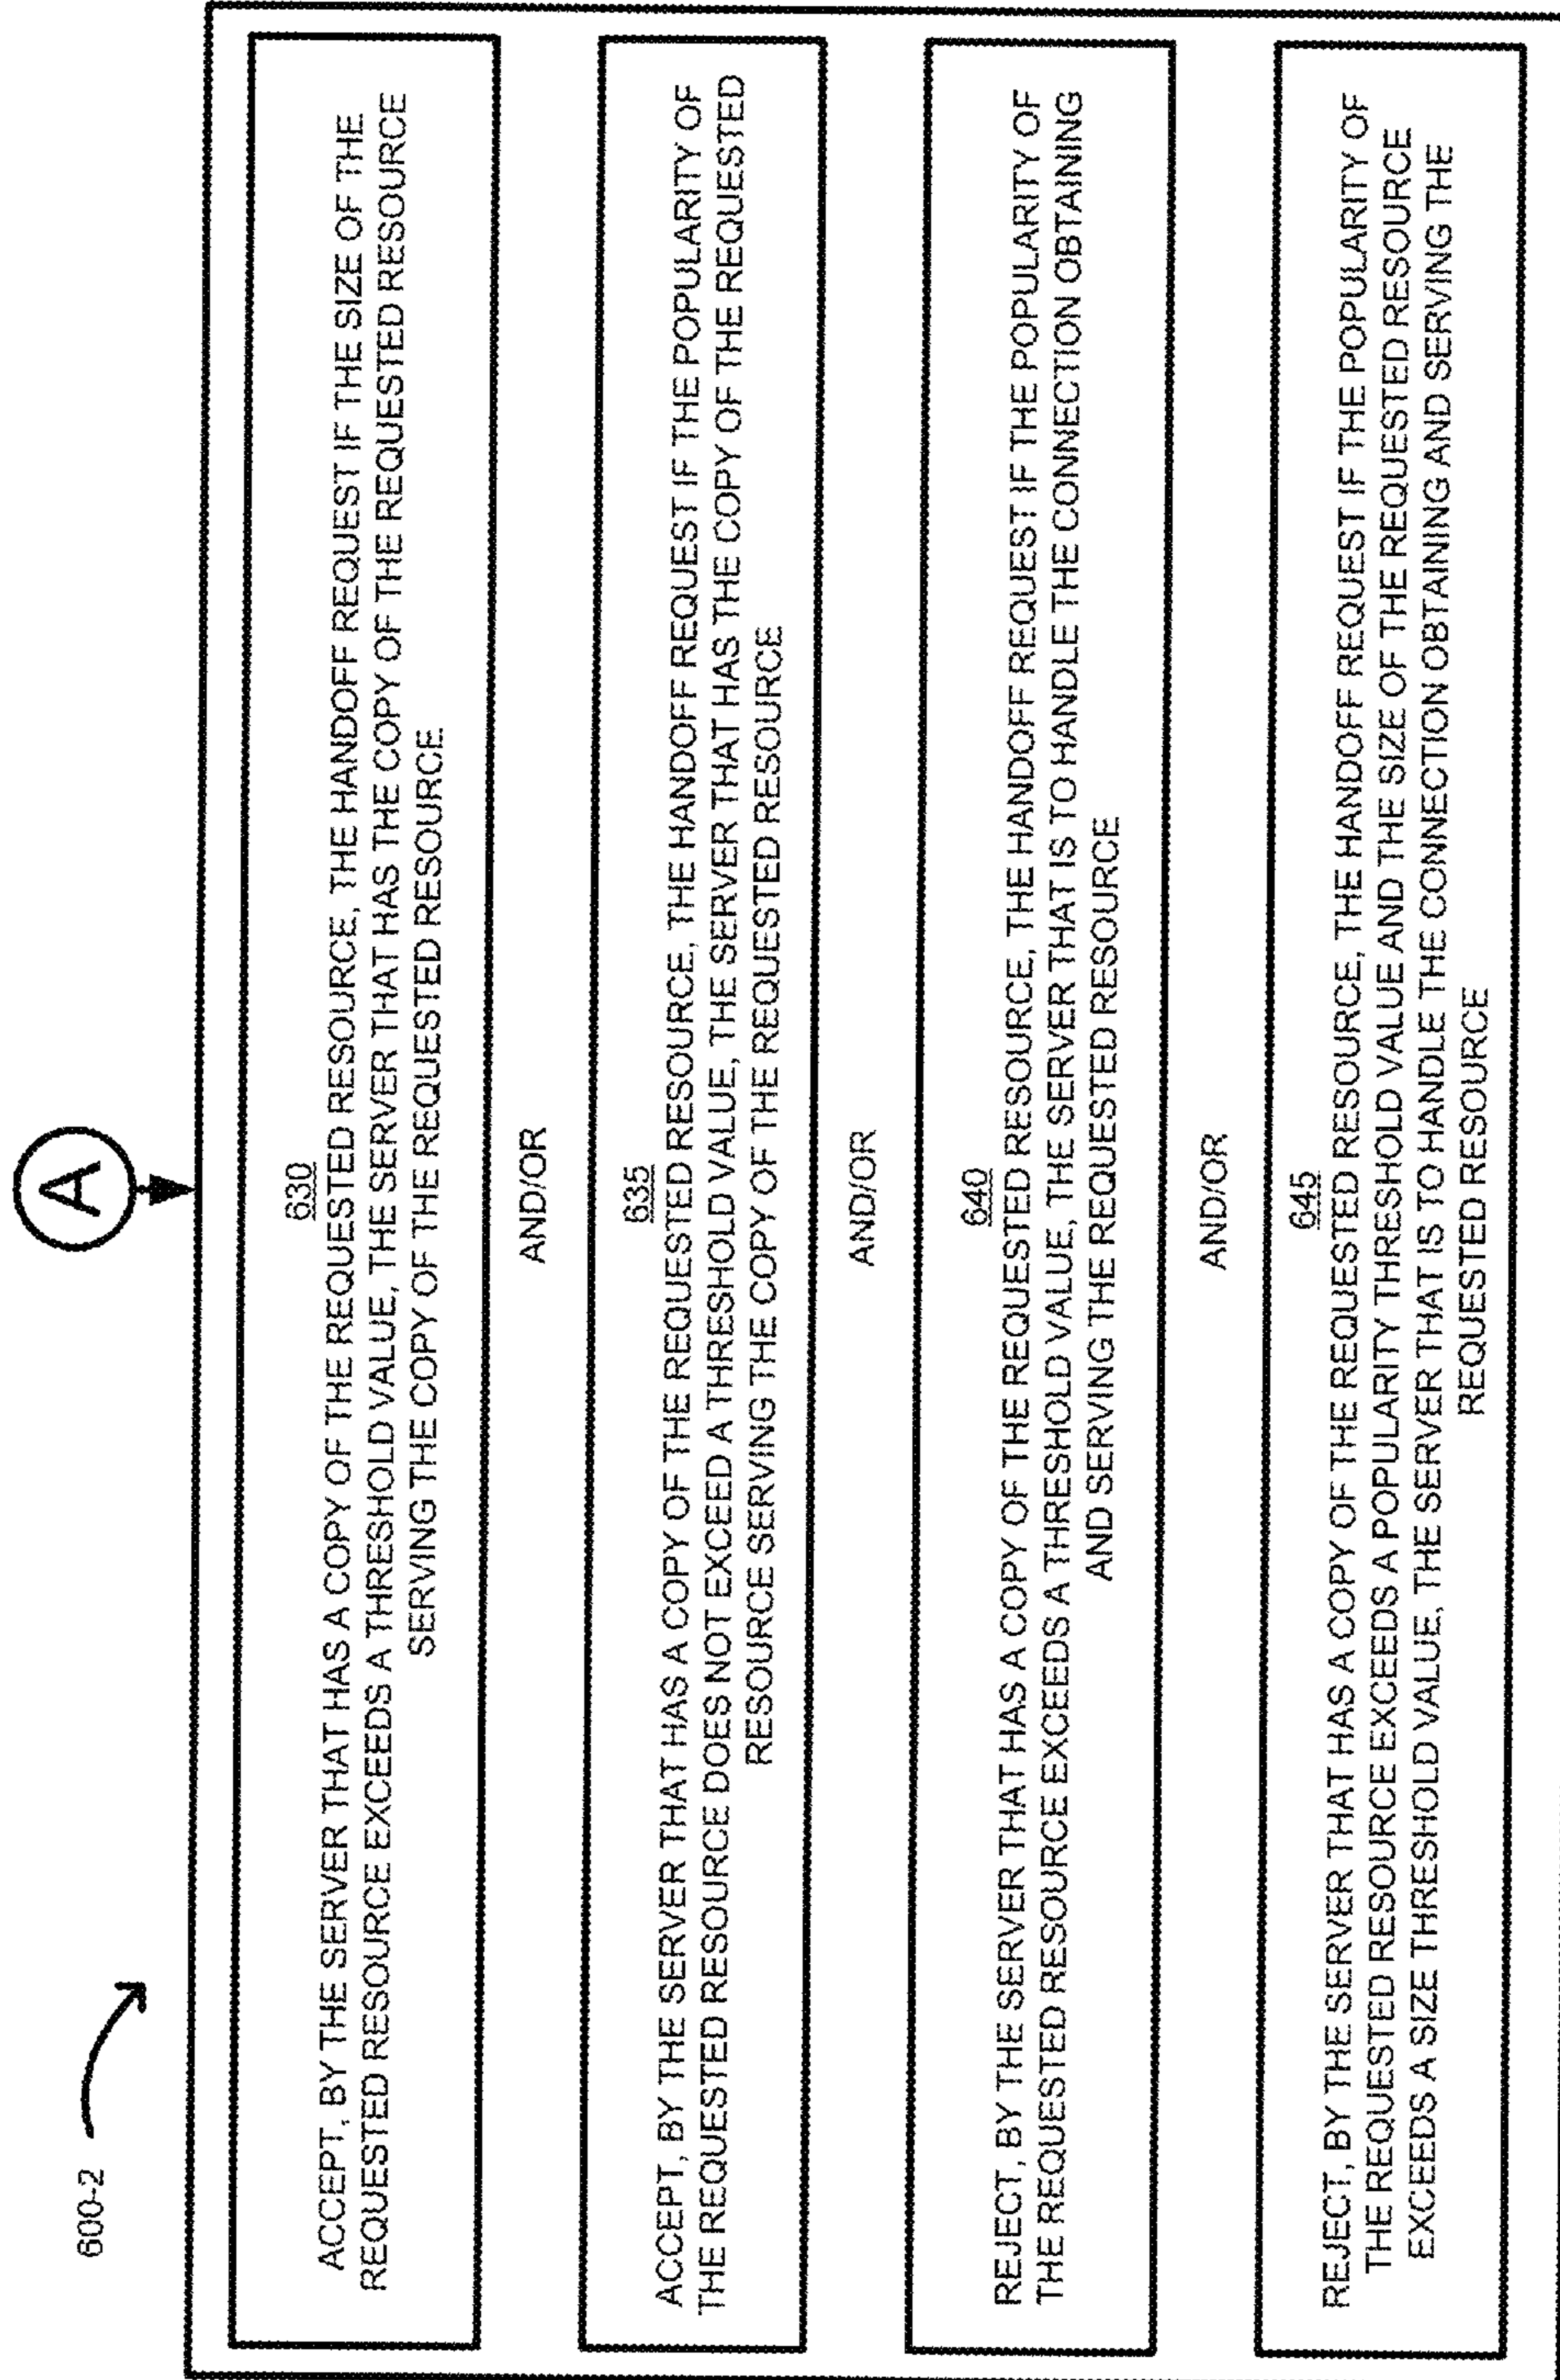 600-2
A
630
ACCEPT, BY THE SERVER THAT HAS A COPY OF THE REQUESTED RESOURCE, THE HANDOFF REQUEST IF THE SIZE OF THE
REQUESTED RESOURCE EXCEEDS A THRESHOLD VALUE, THE SERVER THAT HAS THE COPY OF THE REQUESTED RESOURCE
SERVING THE COPY OF THE REQUESTED RESOURCE
AND/OR
635
ACCEPT, BY THE SERVER THAT HAS A COPY OF THE REQUESTED RESOURCE, THE HANDOFF REQUEST IF THE POPULARITY OF
THE REQUESTED RESOURCE DOES NOT EXCEED A THRESHOLD VALUE, THE SERVER THAT HAS THE COPY OF THE REQUESTED
RESOURCE SERVING THE COPY OF THE REQUESTED RESOURCE
AND/OR
640
REJECT, BY THE SERVER THAT HAS A COPY OF THE REQUESTED RESOURCE, THE HANDOFF REQUEST IF THE POPULARITY OF
THE REQUESTED RESOURCE EXCEEDS A THRESHOLD VALUE, THE SERVER THAT IS TO HANDLE THE CONNECTION OBTAINING
AND SERVING THE REQUESTED RESOURCE
AND/OR
645
REJECT, BY THE SERVER THAT HAS A COPY OF THE REQUESTED RESOURCE, THE HANDOFF REQUEST IF THE POPULARITY OF
THE REQUESTED RESOURCE EXCEEDS A POPULARITY THRESHOLD VALUE AND THE SIZE OF THE REQUESTED RESOURCE
EXCEEDS A SIZE THRESHOLD VALUE, THE SERVER THAT IS TO HANDLE THE CONNECTION OBTAINING AND SERVING THE
REQUESTED RESOURCE